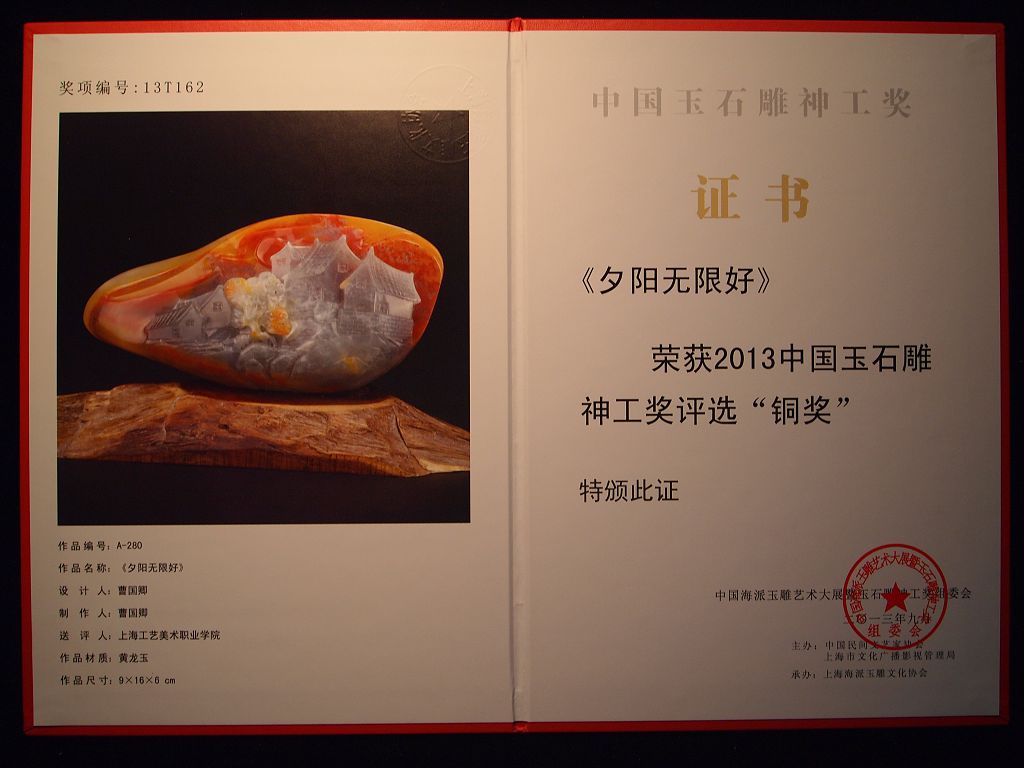 奖项编号:13T162
作品编号: A-280
作品名称:《夕阳无限好》
设 计 人: 曹国卿
制 作 人: 曹国卿
送 评 人: 上海工艺美术职业学院
作品材质: 黄龙玉
作品尺寸: 9×16×6 cm
中国玉石雕神工奖
证书
《夕阳无限好》
荣获2013中国玉石雕
神工奖评选“铜奖”
特颁此证
中国海派玉雕艺术大展暨玉石雕神工奖组委会
二〇一三年九月
主办: 中国民间文艺家协会
上海市文化广播影视管理局
承办: 上海海派玉雕文化协会
中国海派玉雕艺术大展暨玉石雕神工奖
组委会